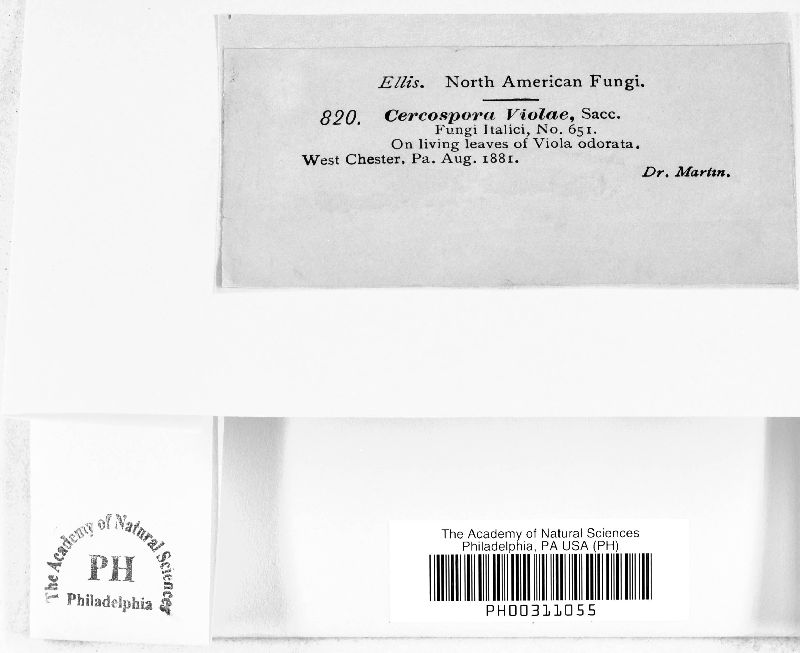 Ellis. North American Fungi.
820. Cercospora Violae, Sacc.
Fungi Italici, No. 651.
On living leaves of Viola odorata.
West Chester, Pa. Aug. 1881.
Dr. Martin.
The Academy of Natural Sciences
PH
Philadelphia
The Academy of Natural Sciences
Philadelphia, PA USA (PH)
PH00311055